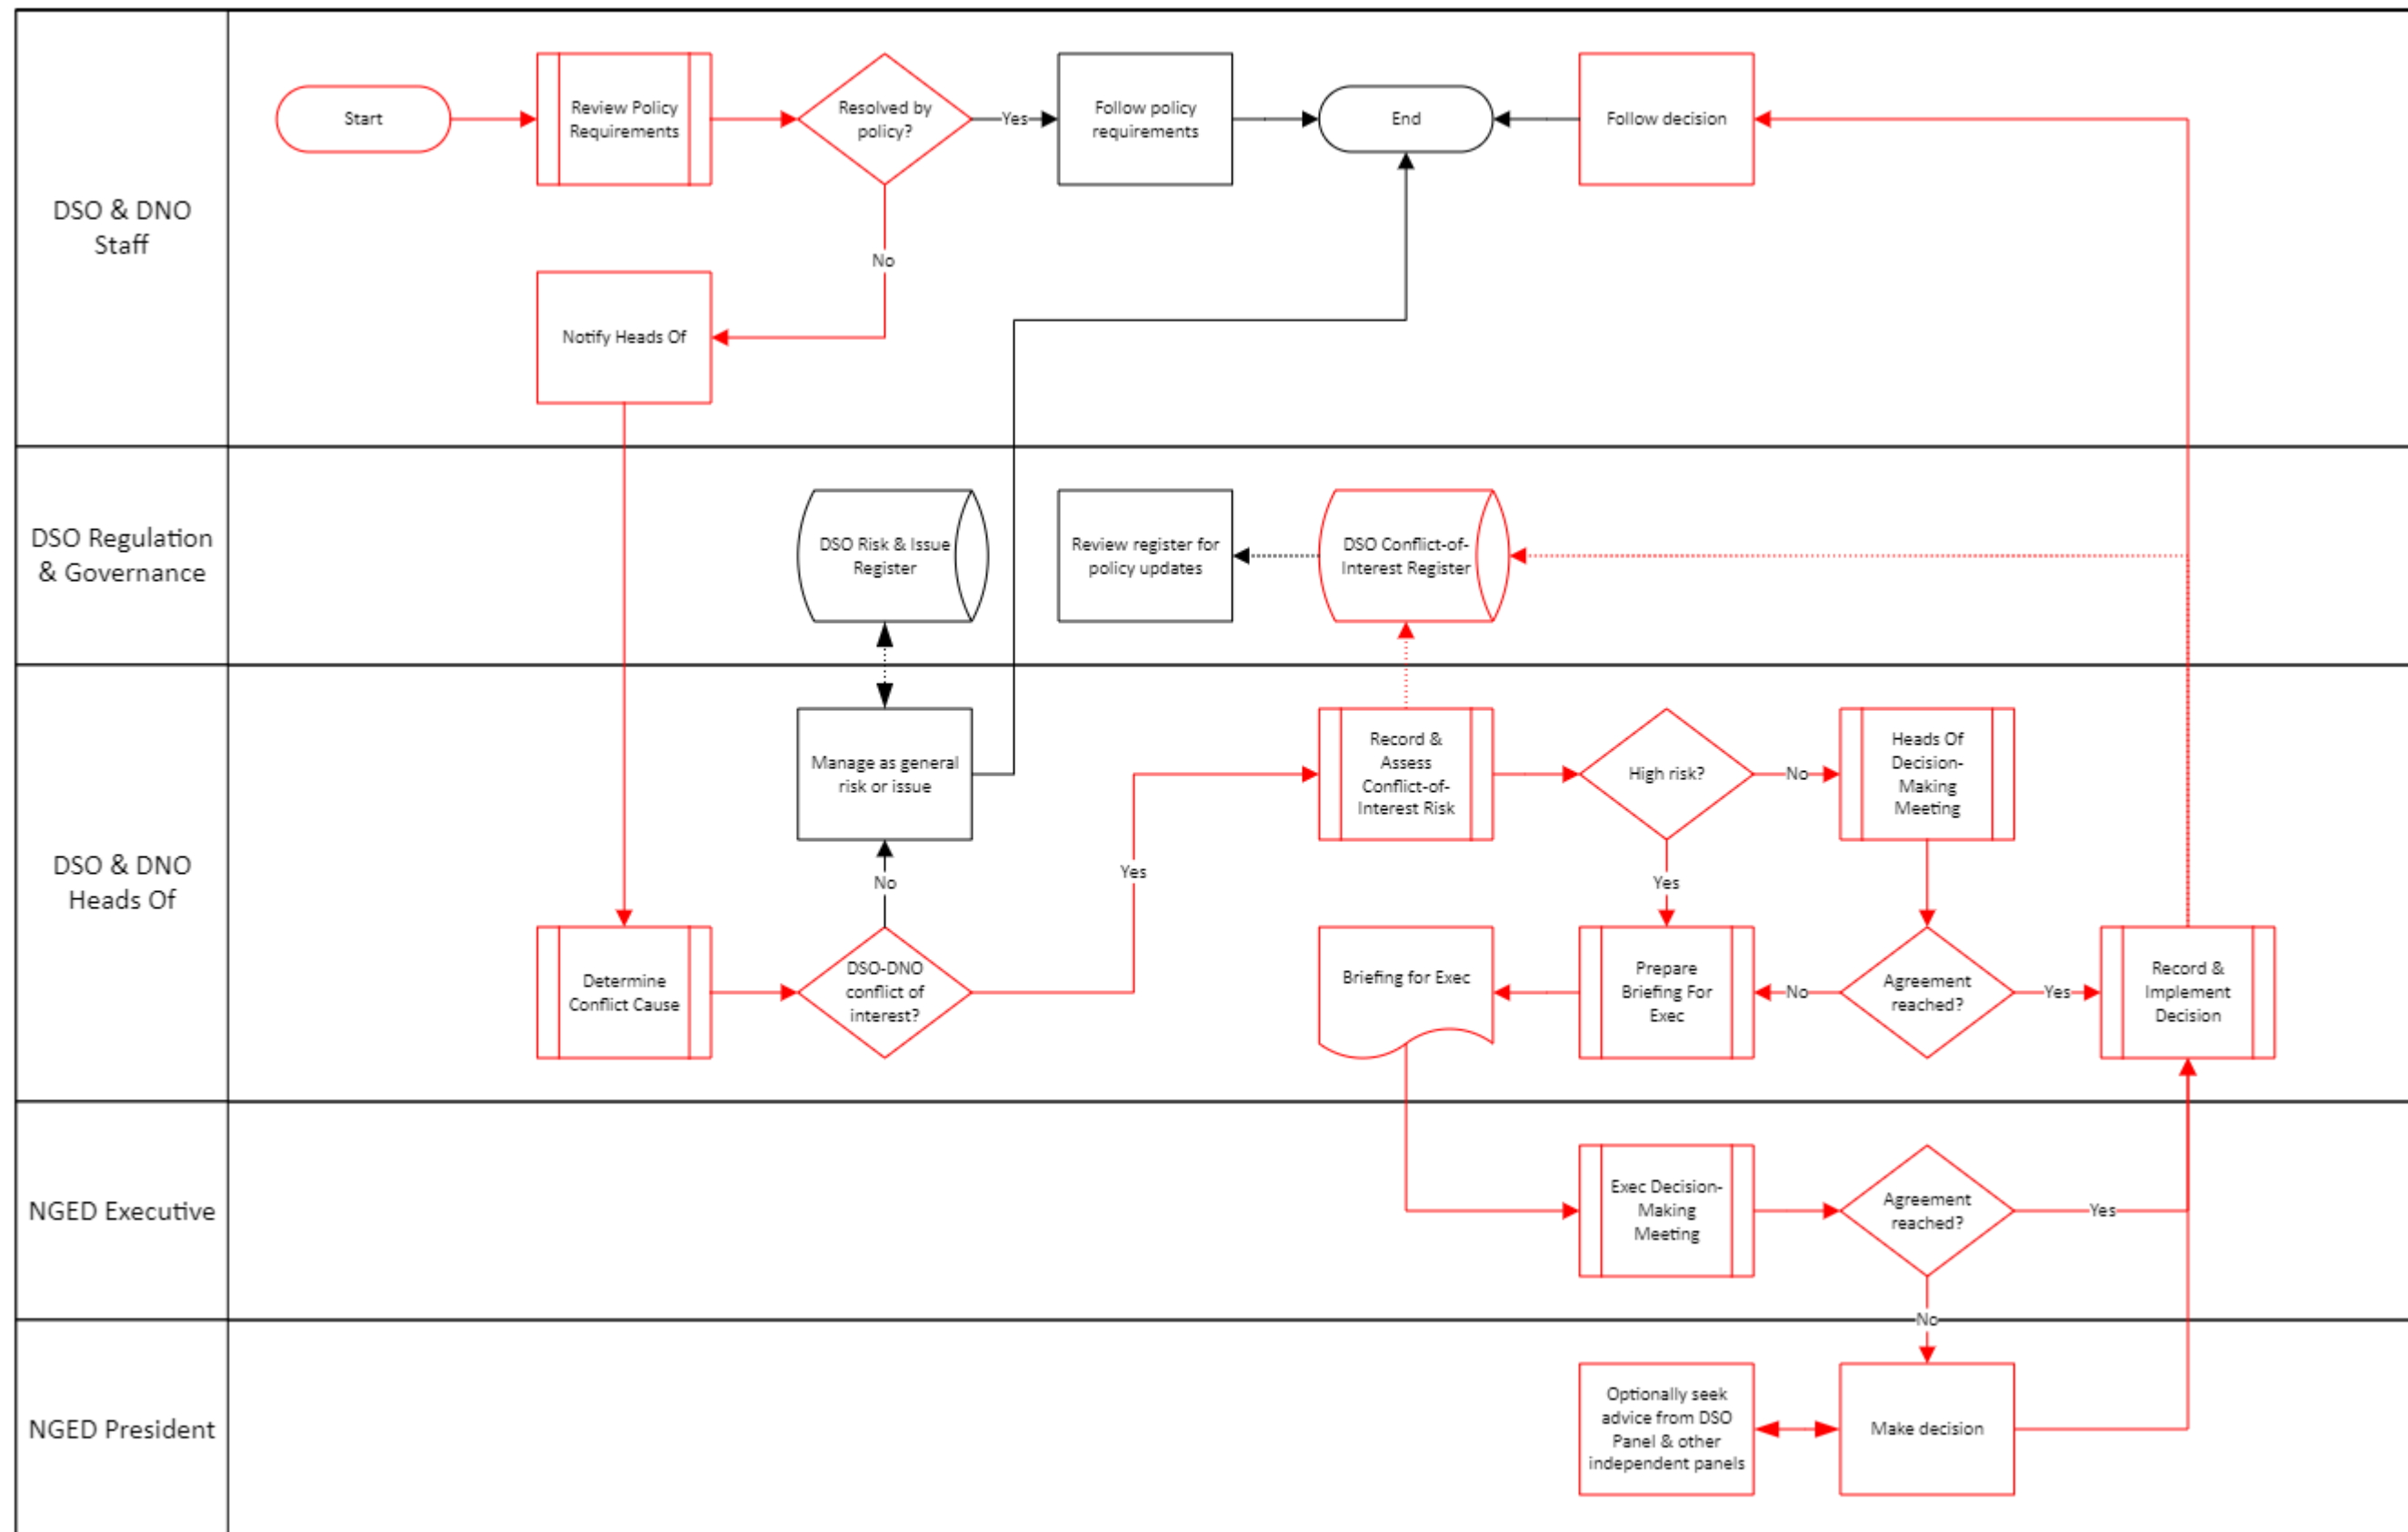 DSO & DNO
Staff
Start
Review Policy
Requirements
Resolved by
policy?
Yes
Follow policy
requirements
End
Follow decision
No
Notify Heads Of
DSO Regulation
& Governance
DSO Risk & Issue
Register
Review register for
policy updates
DSO Conflict-of-
Interest Register
DSO & DNO
Heads Of
Manage as general
risk or issue
Record &
Assess
Conflict-of-
Interest Risk
High risk?
No
Heads Of
Decision-
Making
Meeting
No
Yes
Yes
Determine
Conflict Cause
DSO-DNO
conflict of
interest?
Briefing for Exec
Prepare
Briefing For
Exec
No
Agreement
reached?
Yes
Record &
Implement
Decision
NGED Executive
Exec Decision-
Making
Meeting
Agreement
reached?
Yes
No
NGED President
Optionally seek
advice from DSO
Panel & other
independent panels
Make decision